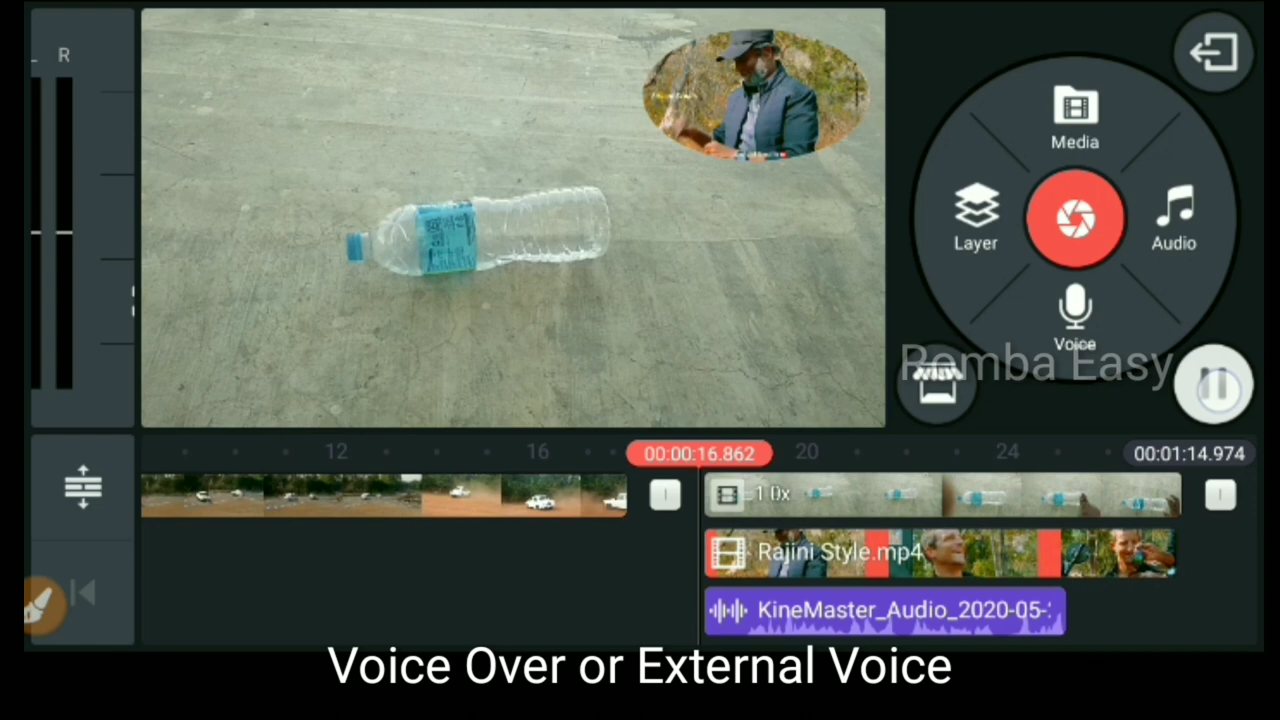 R
Media
Layer
Audio
Voice
Romba Easy
12
16
00:00:16.862
20
24
00:01:14.974
1.0x
Rajini Style.mp4
KineMaster_Audio_2020-05-
Voice Over or External Voice